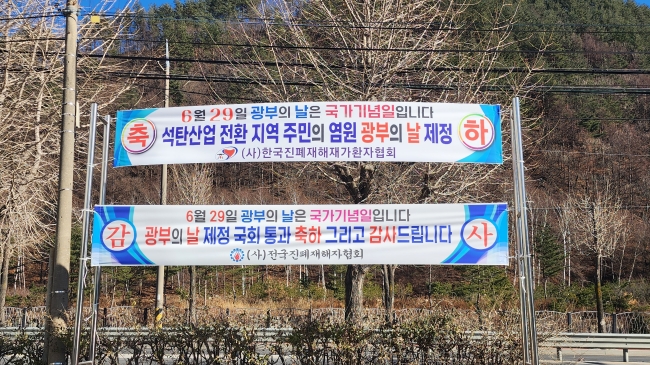 6월 29일 광부의 날은 국가기념일입니다
축 석탄산업 전환 지역 주민의 염원 광부의 날 제정 하
(사)한국진폐재해재가환자협회
6월 29일 광부의 날은 국가기념일입니다
감 광부의 날 제정 국회 통과 축하 그리고 감사드립니다 사
(사)전국진폐재해자협회